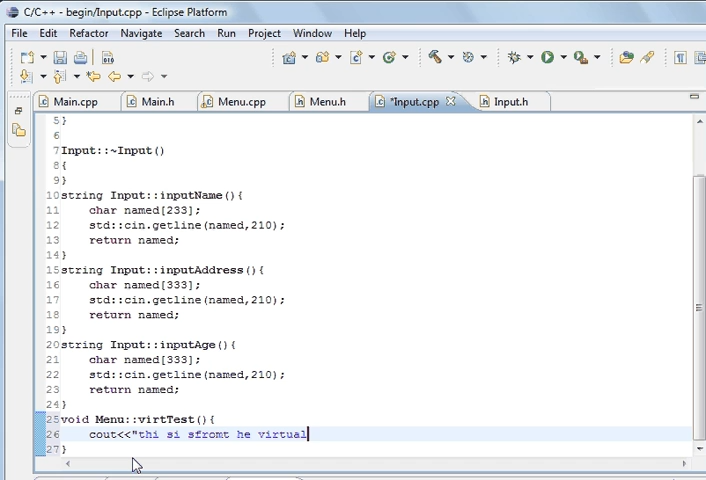 C/C++ - begin/Input.cpp - Eclipse Platform
File Edit Refactor Navigate Search Run Project Window Help
Main.cpp Main.h Menu.cpp Menu.h *Input.cpp Input.h
5 }
6
7 Input::~Input()
8 {
9 }
10 string Input::inputName(){
11 char named[233];
12 std::cin.getline(named,210);
13 return named;
14 }
15 string Input::inputAddress(){
16 char named[333];
17 std::cin.getline(named,210);
18 return named;
19 }
20 string Input::inputAge(){
21 char named[333];
22 std::cin.getline(named,210);
23 return named;
24 }
25 void Menu::virtTest(){
26 cout<<"thi si sfromt he virtual
27 }